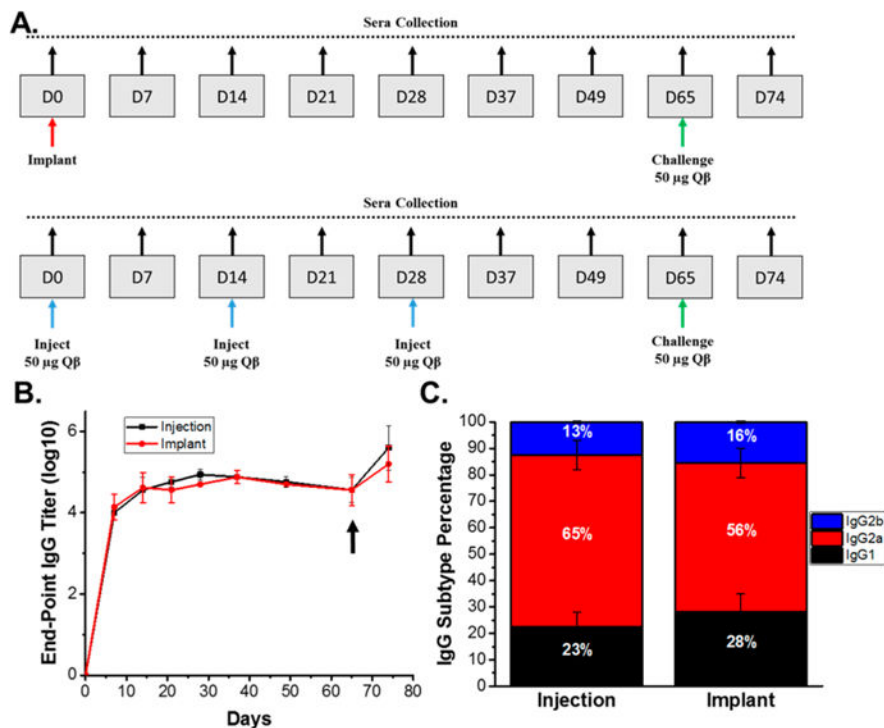 A.
Sera Collection
D0 D7 D14 D21 D28 D37 D49 D65 D74
Implant
Challenge
50 µg Qβ
Sera Collection
D0 D7 D14 D21 D28 D37 D49 D65 D74
Inject
50 µg Qβ
Inject
50 µg Qβ
Inject
50 µg Qβ
Challenge
50 µg Qβ
B.
End-Point IgG Titer (log10)
6
4
2
0
Injection
Implant
0 10 20 30 40 50 60 70 80
Days
C.
IgG Subtype Percentage
100
90
80
70
60
50
40
30
20
10
0
13%
65%
23%
16%
56%
28%
Injection
Implant
IgG2b
IgG2a
IgG1